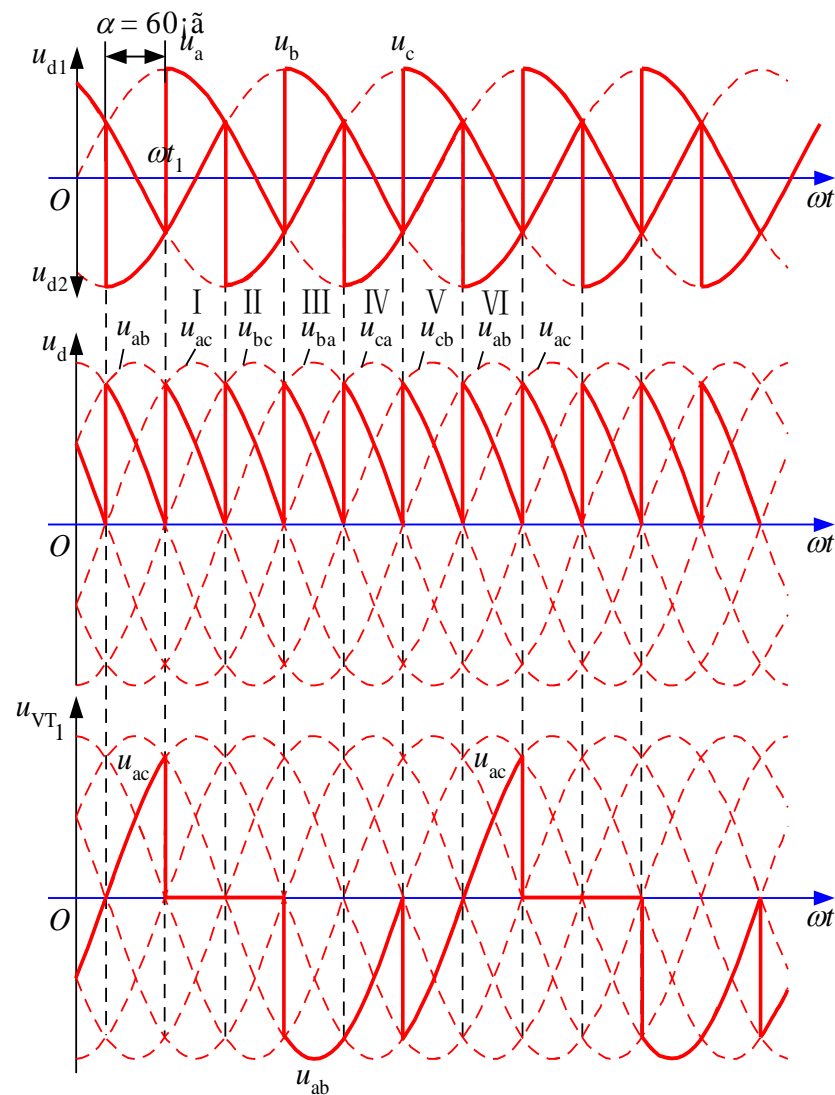 α = 60¡ã
u_d1 u_a u_b u_c
ωt_1
O ωt
u_d2
I II III IV V VI
u_d u_ab u_ac u_bc u_ba u_ca u_cb u_ab u_ac
O ωt
u_VT_1
u_ac u_ac
O ωt
u_ab